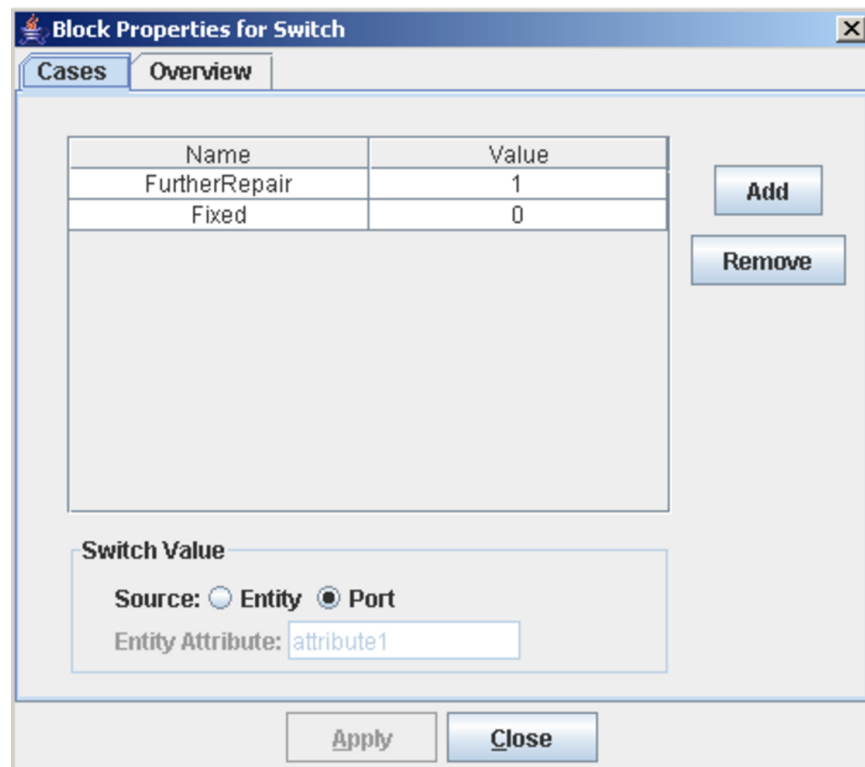 Block Properties for Switch
Cases Overview
Name Value
FurtherRepair 1
Fixed 0
Add
Remove
Switch Value
Source: Entity Port
Entity Attribute: attribute1
Apply Close